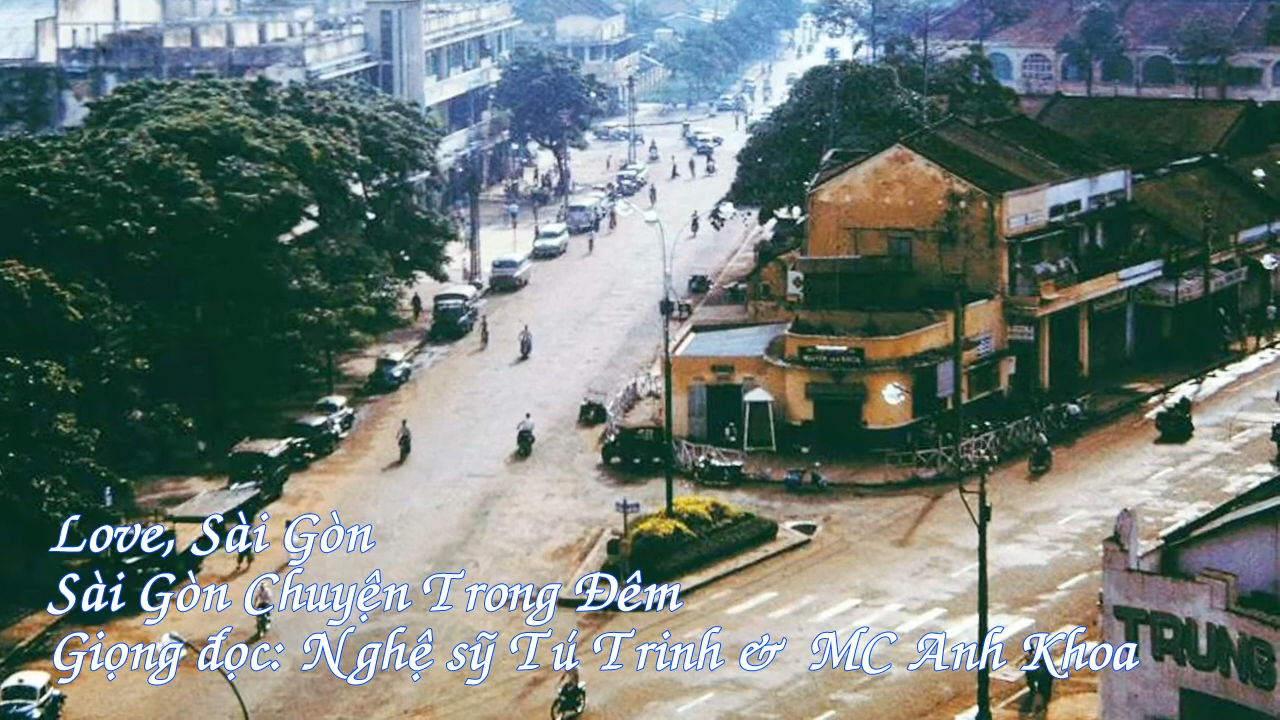 TRUNG
Love, Sài Gòn
Sài Gòn Chuyện Trong Đêm
Giọng đọc: Nghệ sỹ Tú Trinh & MC Anh Khoa